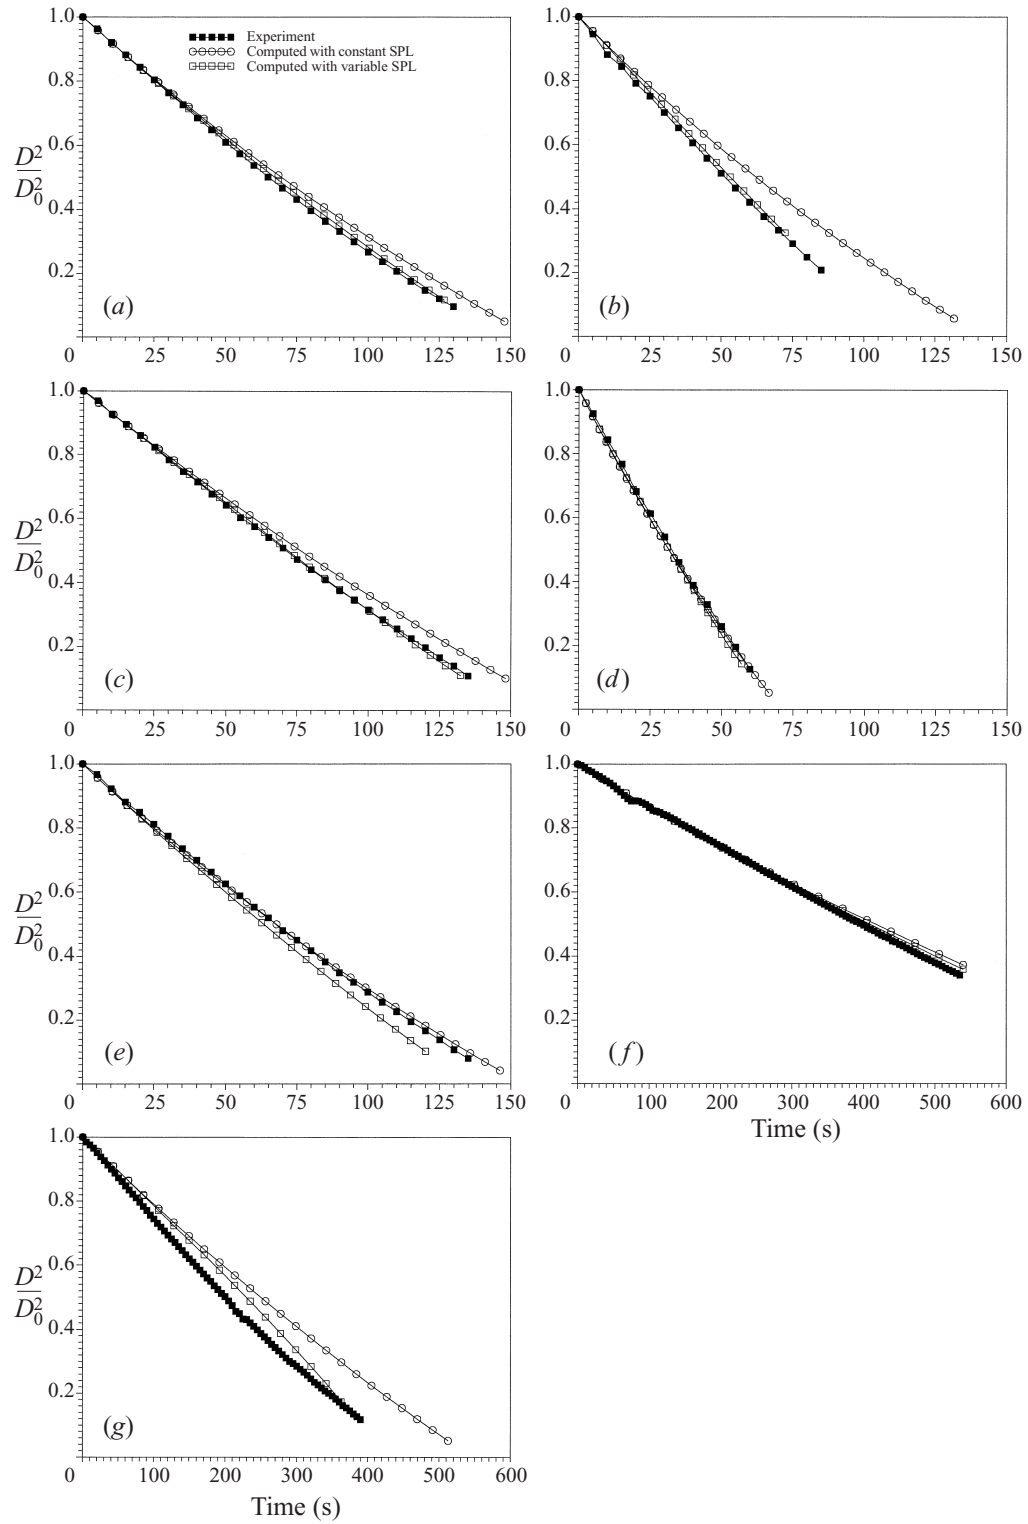 1.0
0.8
0.6
0.4
0.2
D²
D₀²
Experiment
Computed with constant SPL
Computed with variable SPL
(a)
0 25 50 75 100 125 150
1.0
0.8
0.6
0.4
0.2
(b)
0 25 50 75 100 125 150
1.0
0.8
0.6
0.4
0.2
D²
D₀²
(c)
0 25 50 75 100 125 150
1.0
0.8
0.6
0.4
0.2
(d)
0 25 50 75 100 125 150
1.0
0.8
0.6
0.4
0.2
D²
D₀²
(e)
0 25 50 75 100 125 150
1.0
0.8
0.6
0.4
0.2
(f)
0 100 200 300 400 500 600
Time (s)
1.0
0.8
0.6
0.4
0.2
D²
D₀²
(g)
0 100 200 300 400 500 600
Time (s)